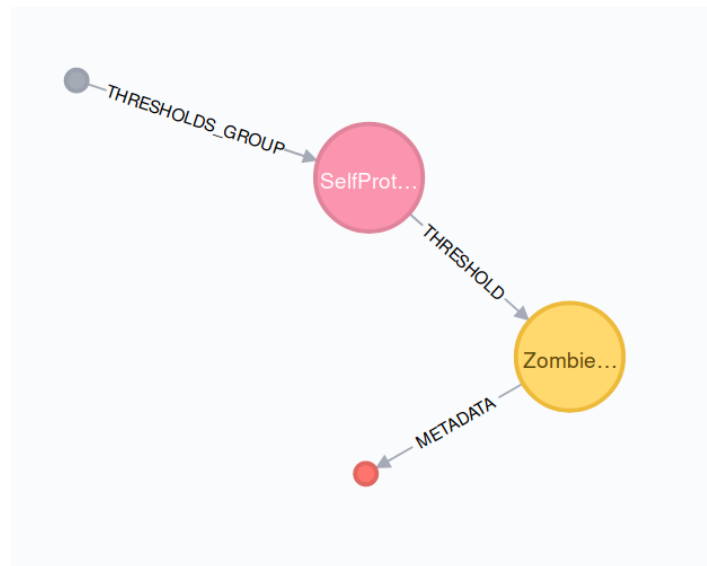 THRESHOLDS_GROUP
SelfProt...
THRESHOLD
Zombie...
METADATA